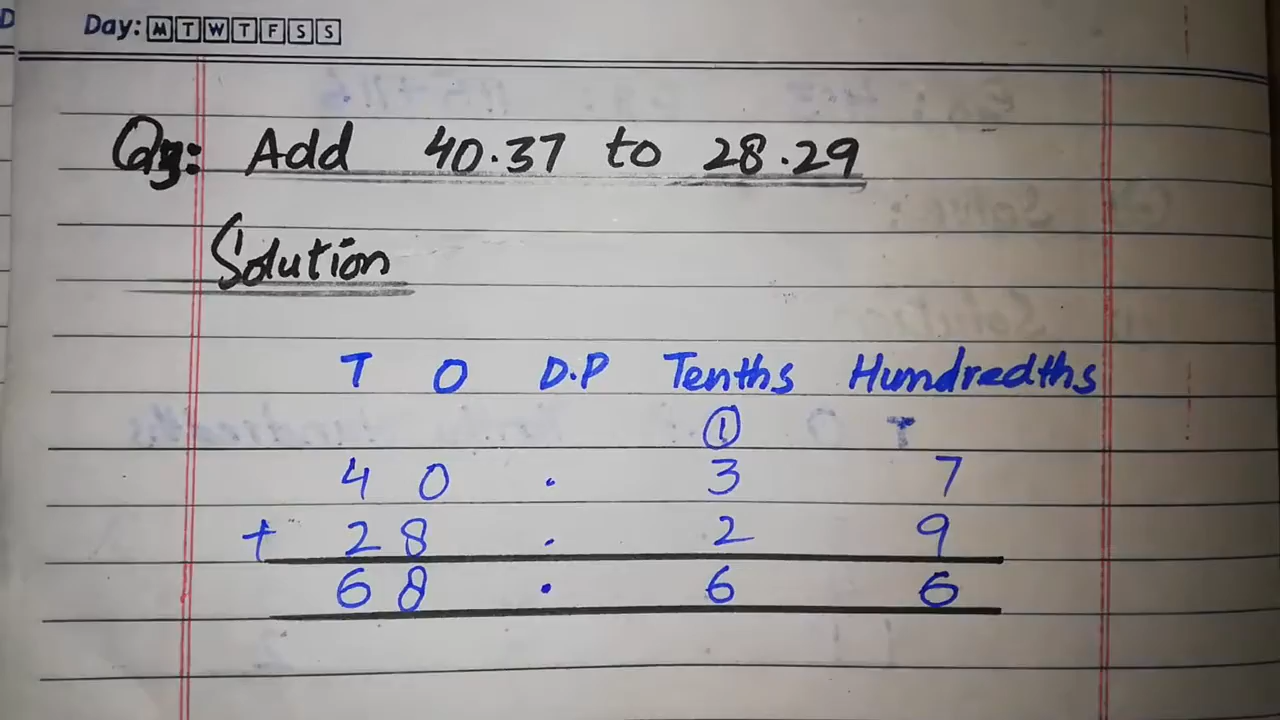 Day: M T W T F S S
Add 40.37 to 28.29
Solution
T O D.P Tenths Hundredths
1
4 0 . 3 7
+ 2 8 . 2 9
6 8 . 6 6